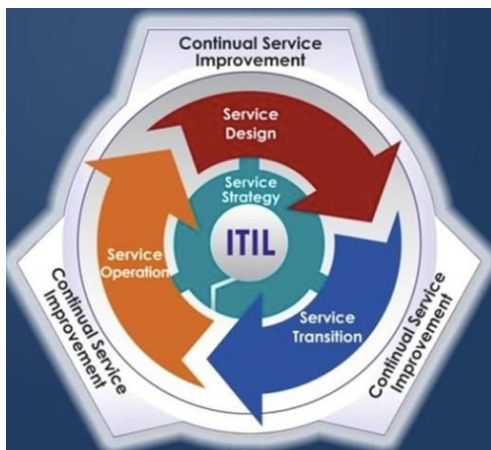 Continual Service
Improvement
Service
Design
Service
Strategy
ITIL
Service
Operation
Service
Transition
Continual Service
Improvement
Continual Service
Improvement